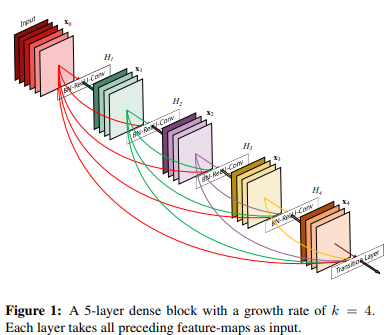 Input
x0
H1
BN-ReLU-Conv
x1
H2
BN-ReLU-Conv
x2
H3
BN-ReLU-Conv
x3
H4
BN-ReLU-Conv
x4
Transition Layer
Figure 1: A 5-layer dense block with a growth rate of k = 4.
Each layer takes all preceding feature-maps as input.